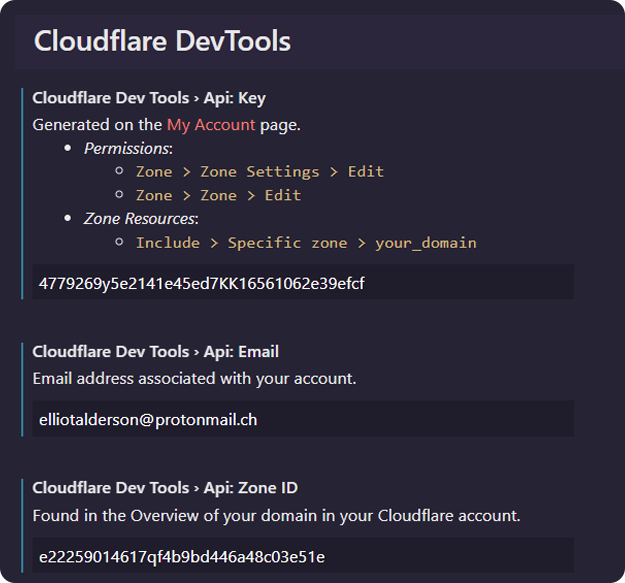 Cloudflare DevTools
Cloudflare Dev Tools › Api: Key
Generated on the My Account page.
• Permissions:
○ Zone > Zone Settings > Edit
○ Zone > Zone > Edit
• Zone Resources:
○ Include > Specific zone > your_domain
4779269y5e2141e45ed7KK16561062e39efcf
Cloudflare Dev Tools › Api: Email
Email address associated with your account.
elliotalderson@protonmail.ch
Cloudflare Dev Tools › Api: Zone ID
Found in the Overview of your domain in your Cloudflare account.
e22259014617qf4b9bd446a48c03e51e